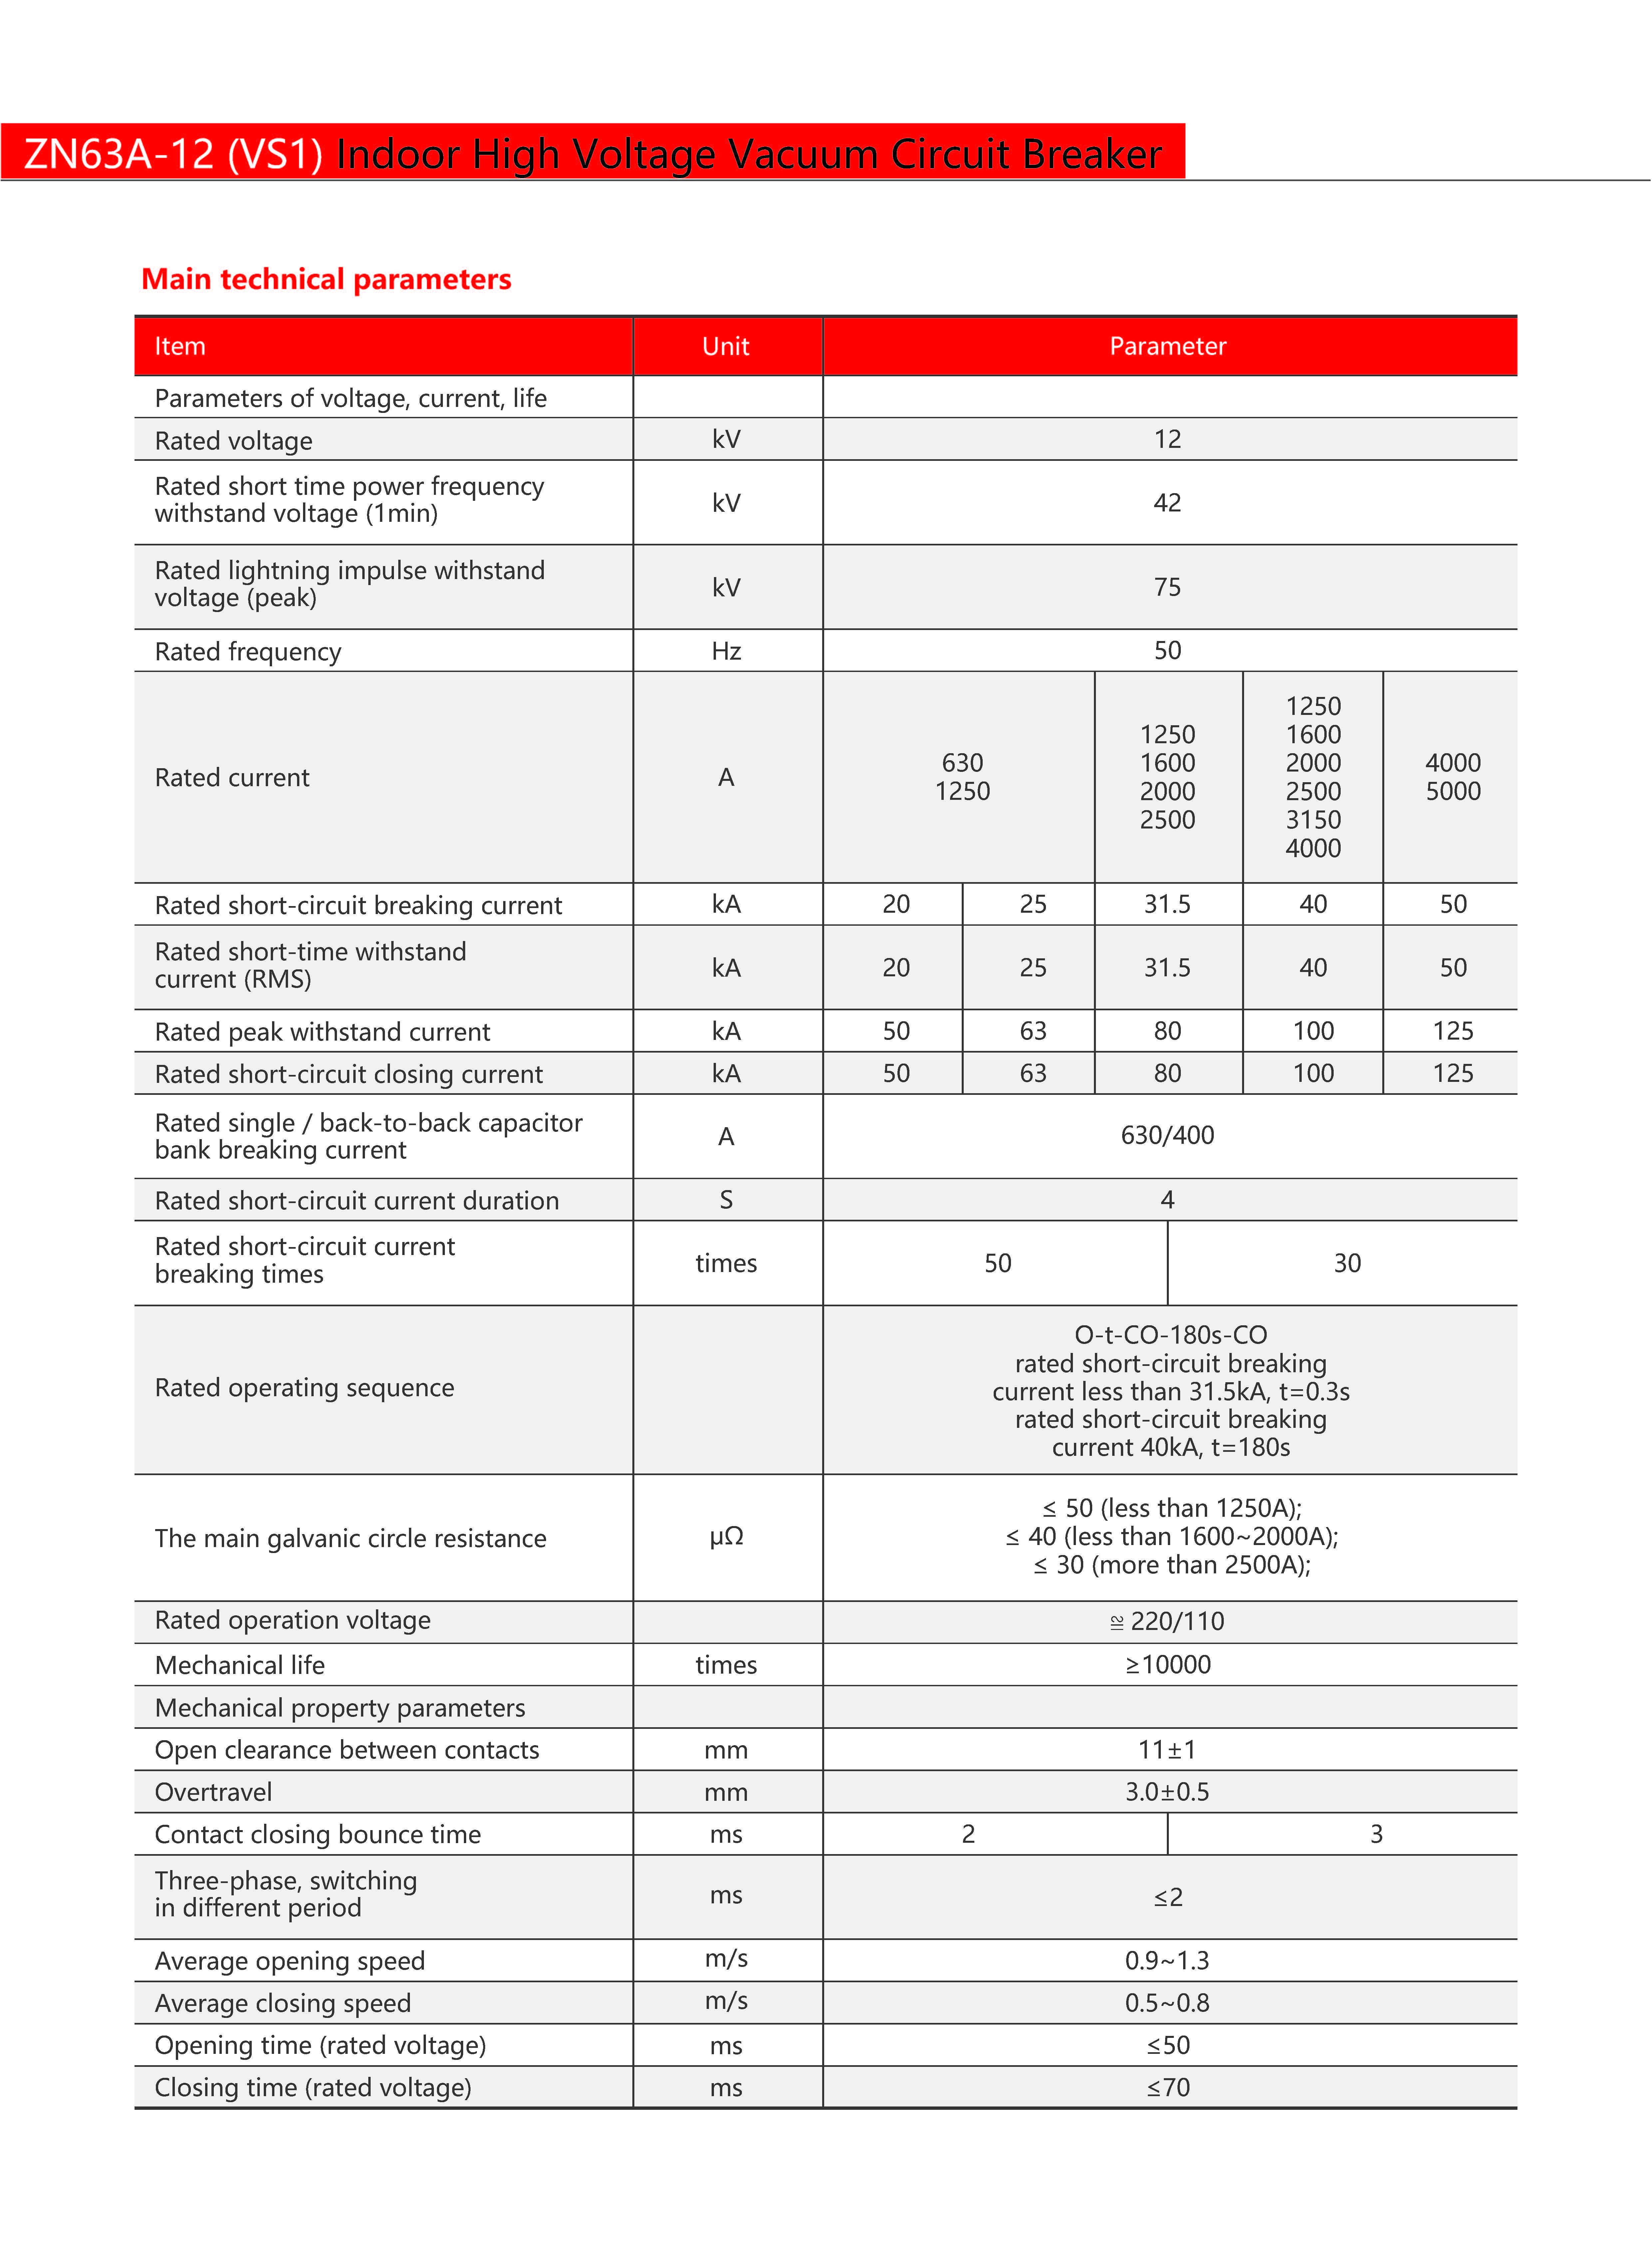 ZN63A-12 (VS1) Indoor High Voltage Vacuum Circuit Breaker
Main technical parameters
Item Unit Parameter
Parameters of voltage, current, life
Rated voltage kV 12
Rated short time power frequency
withstand voltage (1min) kV 42
Rated lightning impulse withstand
voltage (peak) kV 75
Rated frequency Hz 50
Rated current A
630
1250
1250
1600
2000
2500
1250
1600
2000
2500
3150
4000
4000
5000
Rated short-circuit breaking current kA 20 25 31.5 40 50
Rated short-time withstand
current (RMS) kA 20 25 31.5 40 50
Rated peak withstand current kA 50 63 80 100 125
Rated short-circuit closing current kA 50 63 80 100 125
Rated single / back-to-back capacitor
bank breaking current A 630/400
Rated short-circuit current duration S 4
Rated short-circuit current
breaking times times 50 30
Rated operating sequence
O-t-CO-180s-CO
rated short-circuit breaking
current less than 31.5kA, t=0.3s
rated short-circuit breaking
current 40kA, t=180s
The main galvanic circle resistance μΩ
≤ 50 (less than 1250A);
≤ 40 (less than 1600~2000A);
≤ 30 (more than 2500A);
Rated operation voltage ≅ 220/110
Mechanical life times ≥10000
Mechanical property parameters
Open clearance between contacts mm 11±1
Overtravel mm 3.0±0.5
Contact closing bounce time ms 2 3
Three-phase, switching
in different period ms ≤2
Average opening speed m/s 0.9~1.3
Average closing speed m/s 0.5~0.8
Opening time (rated voltage) ms ≤50
Closing time (rated voltage) ms ≤70